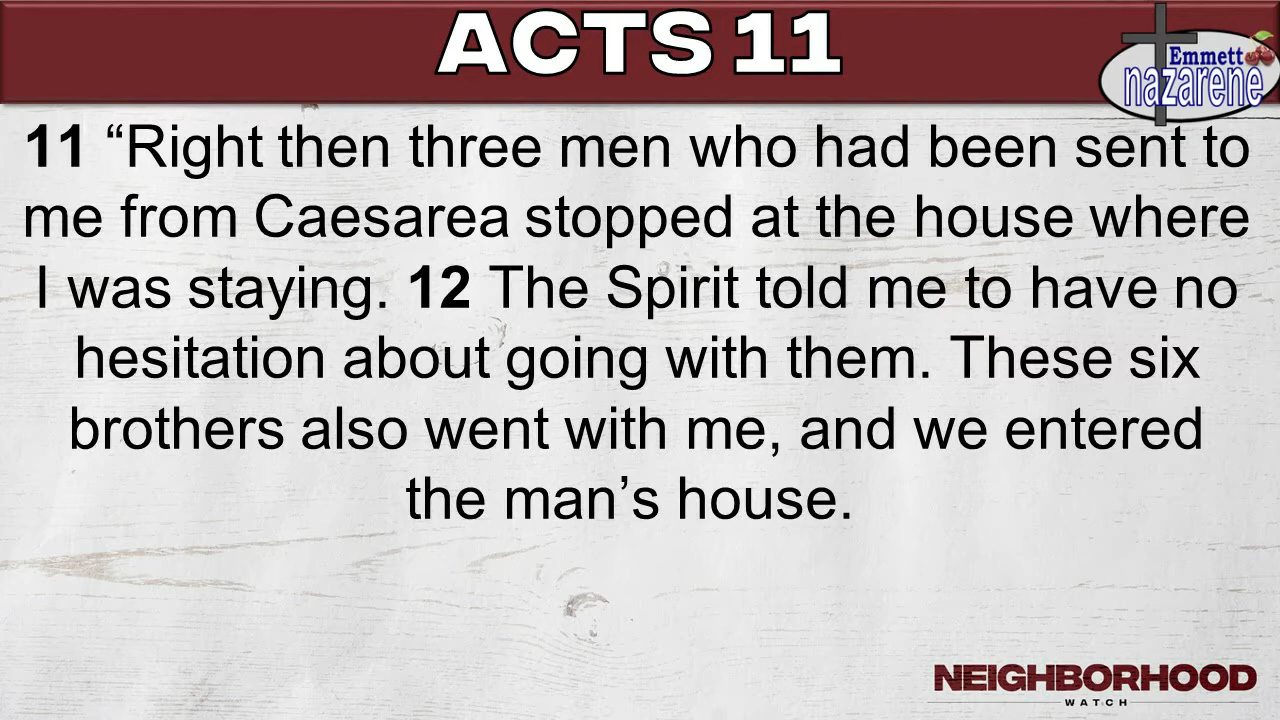 ACTS 11
Emmett
nazarene
11 “Right then three men who had been sent to
me from Caesarea stopped at the house where
I was staying. 12 The Spirit told me to have no
hesitation about going with them. These six
brothers also went with me, and we entered
the man’s house.
NEIGHBORHOOD
WATCH